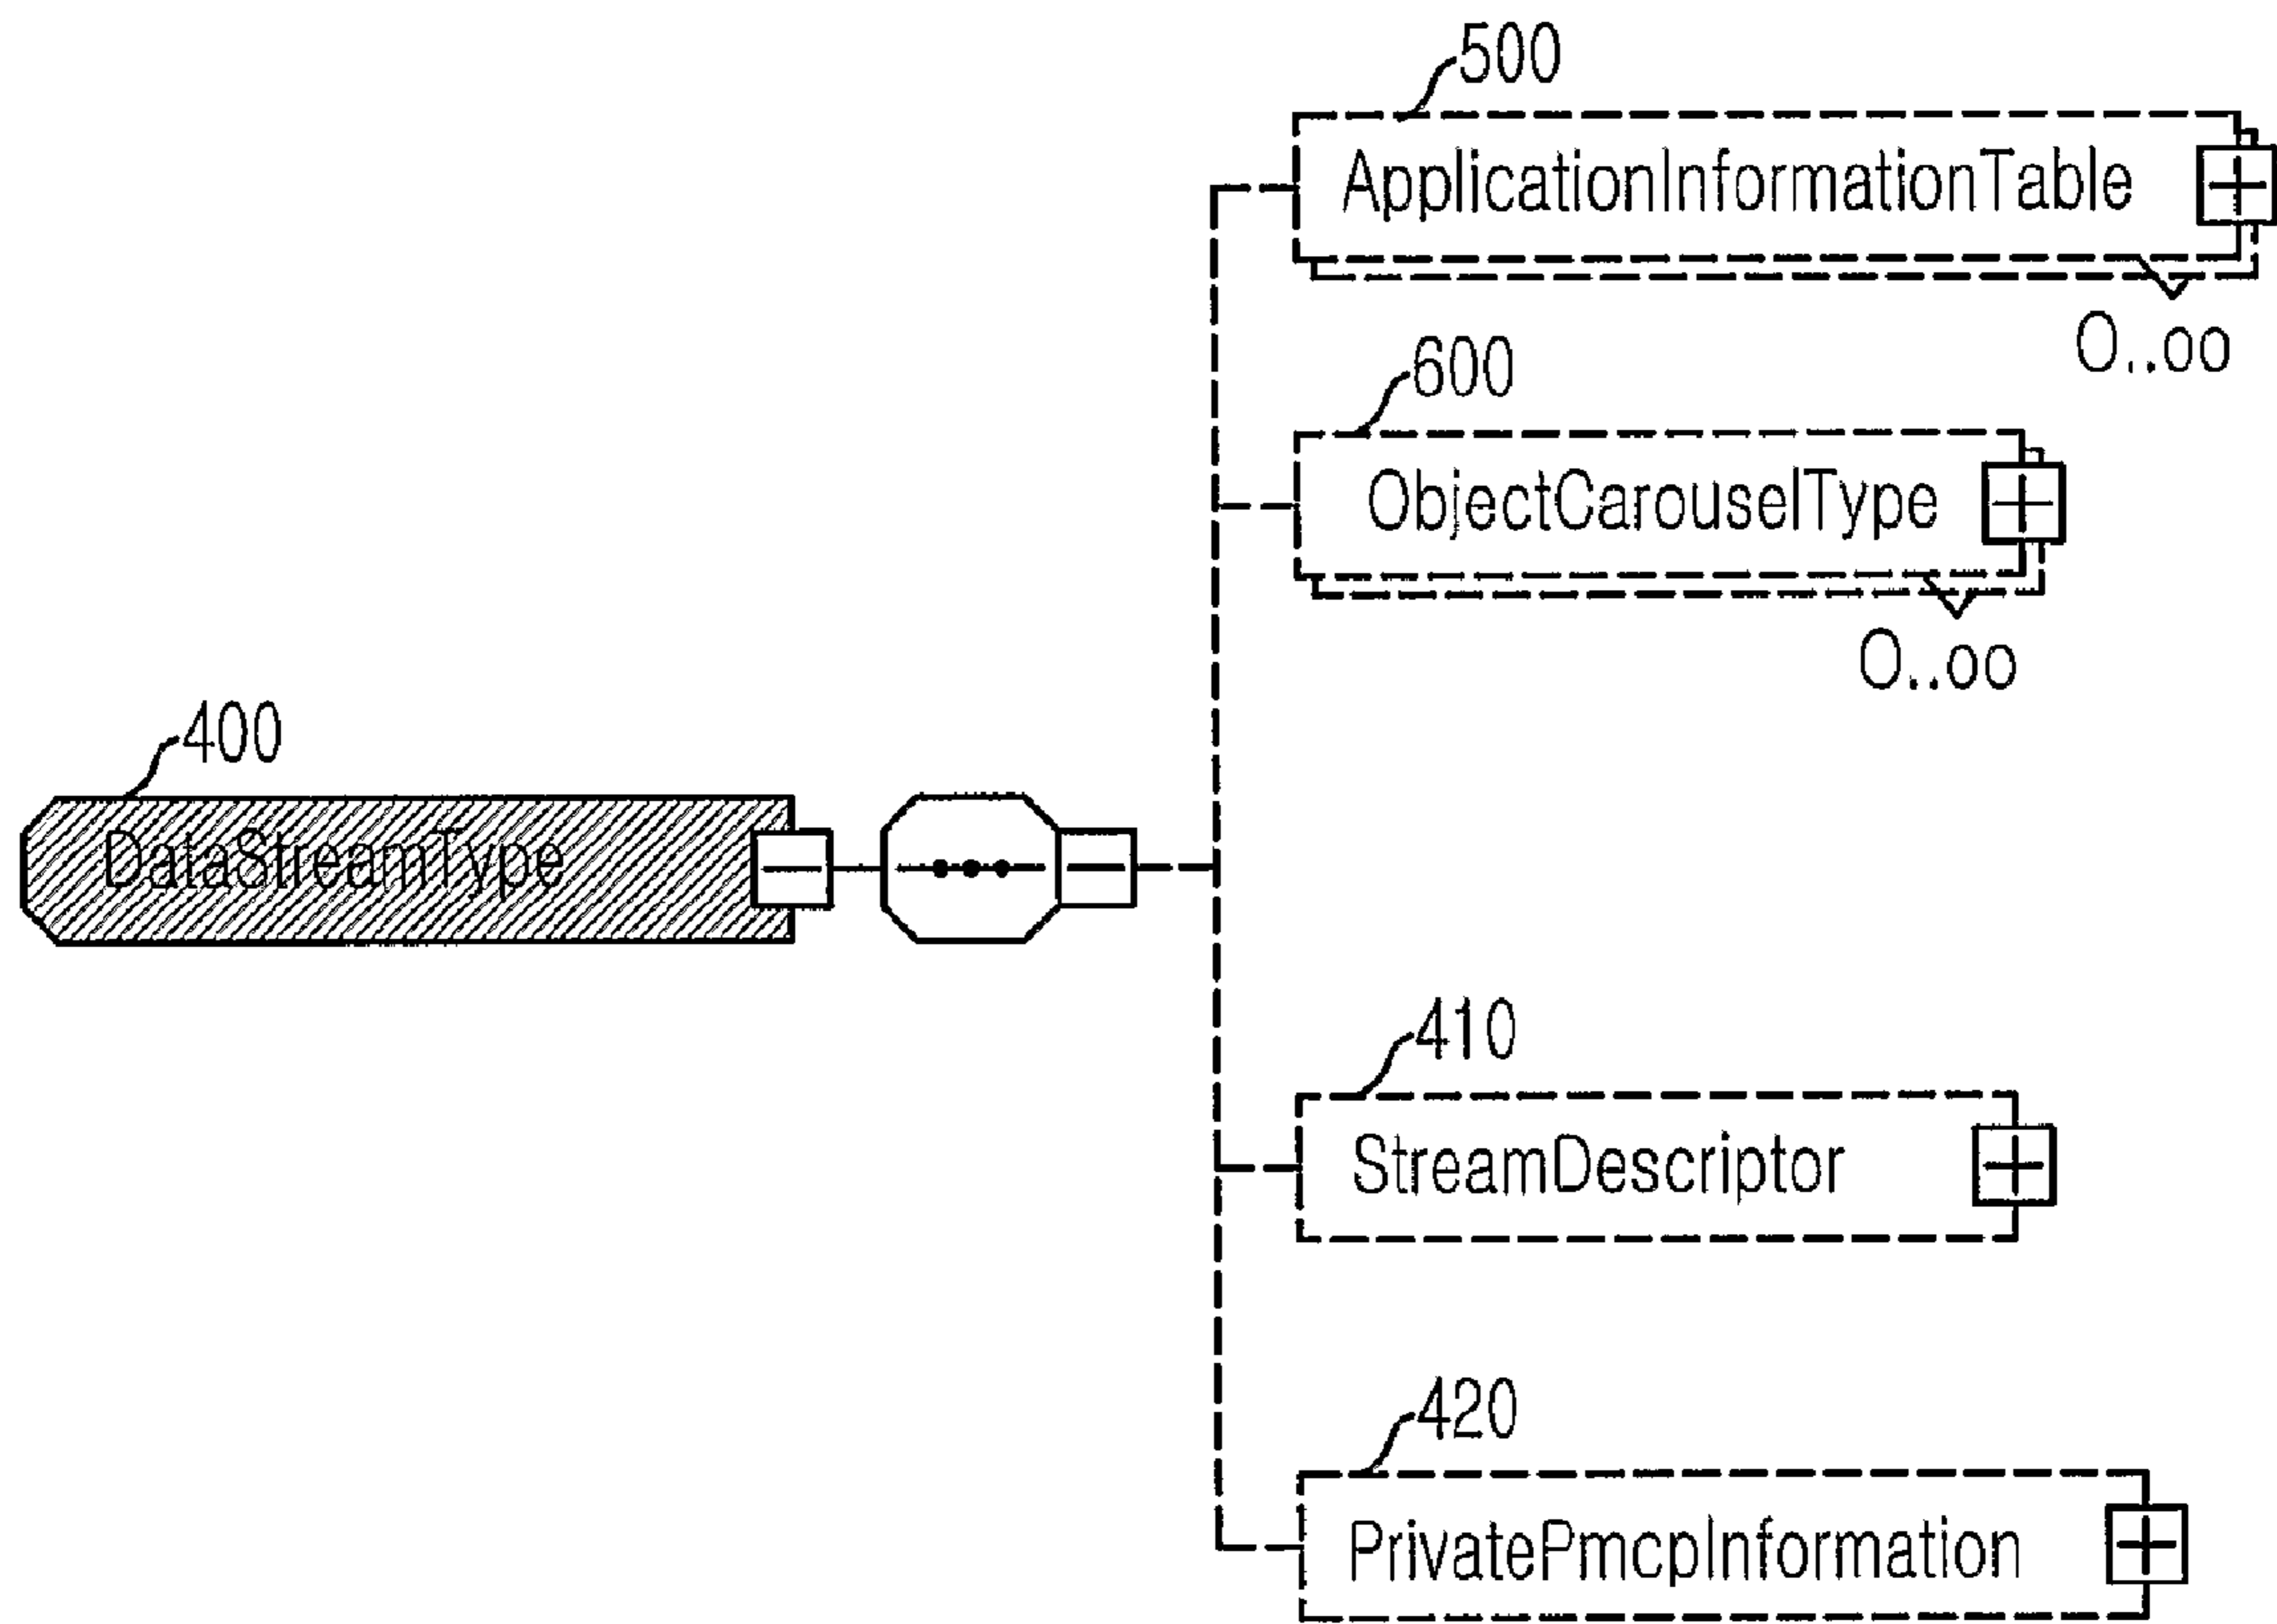 500
ApplicationInformationTable
0..oo
600
ObjectCarouselType
0..oo
400
DataStreamType
410
StreamDescriptor
420
PrivatePmcpInformation